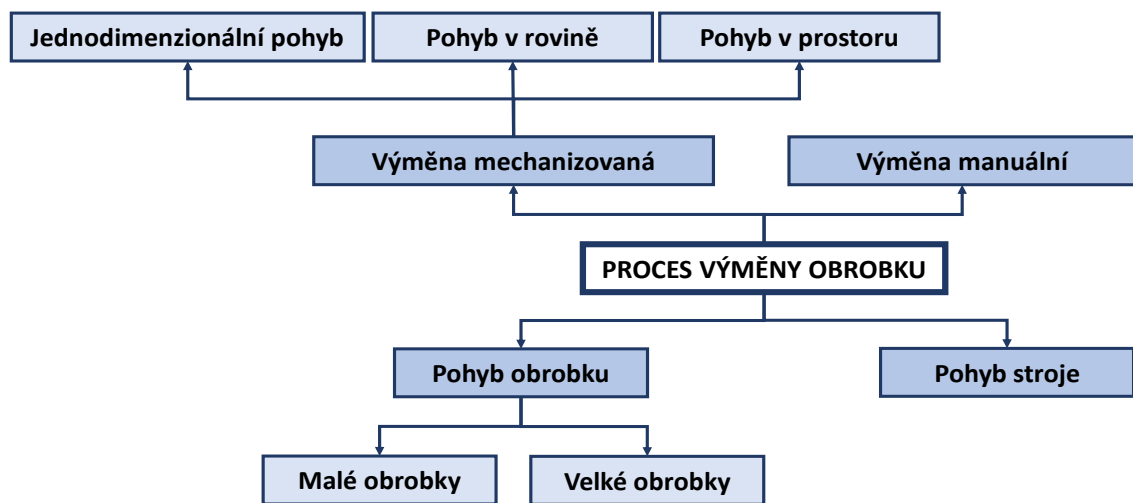 Jednodimenzionální pohyb
Pohyb v rovině
Pohyb v prostoru
Výměna mechanizovaná
Výměna manuální
PROCES VÝMĚNY OBROBKU
Pohyb obrobku
Pohyb stroje
Malé obrobky
Velké obrobky